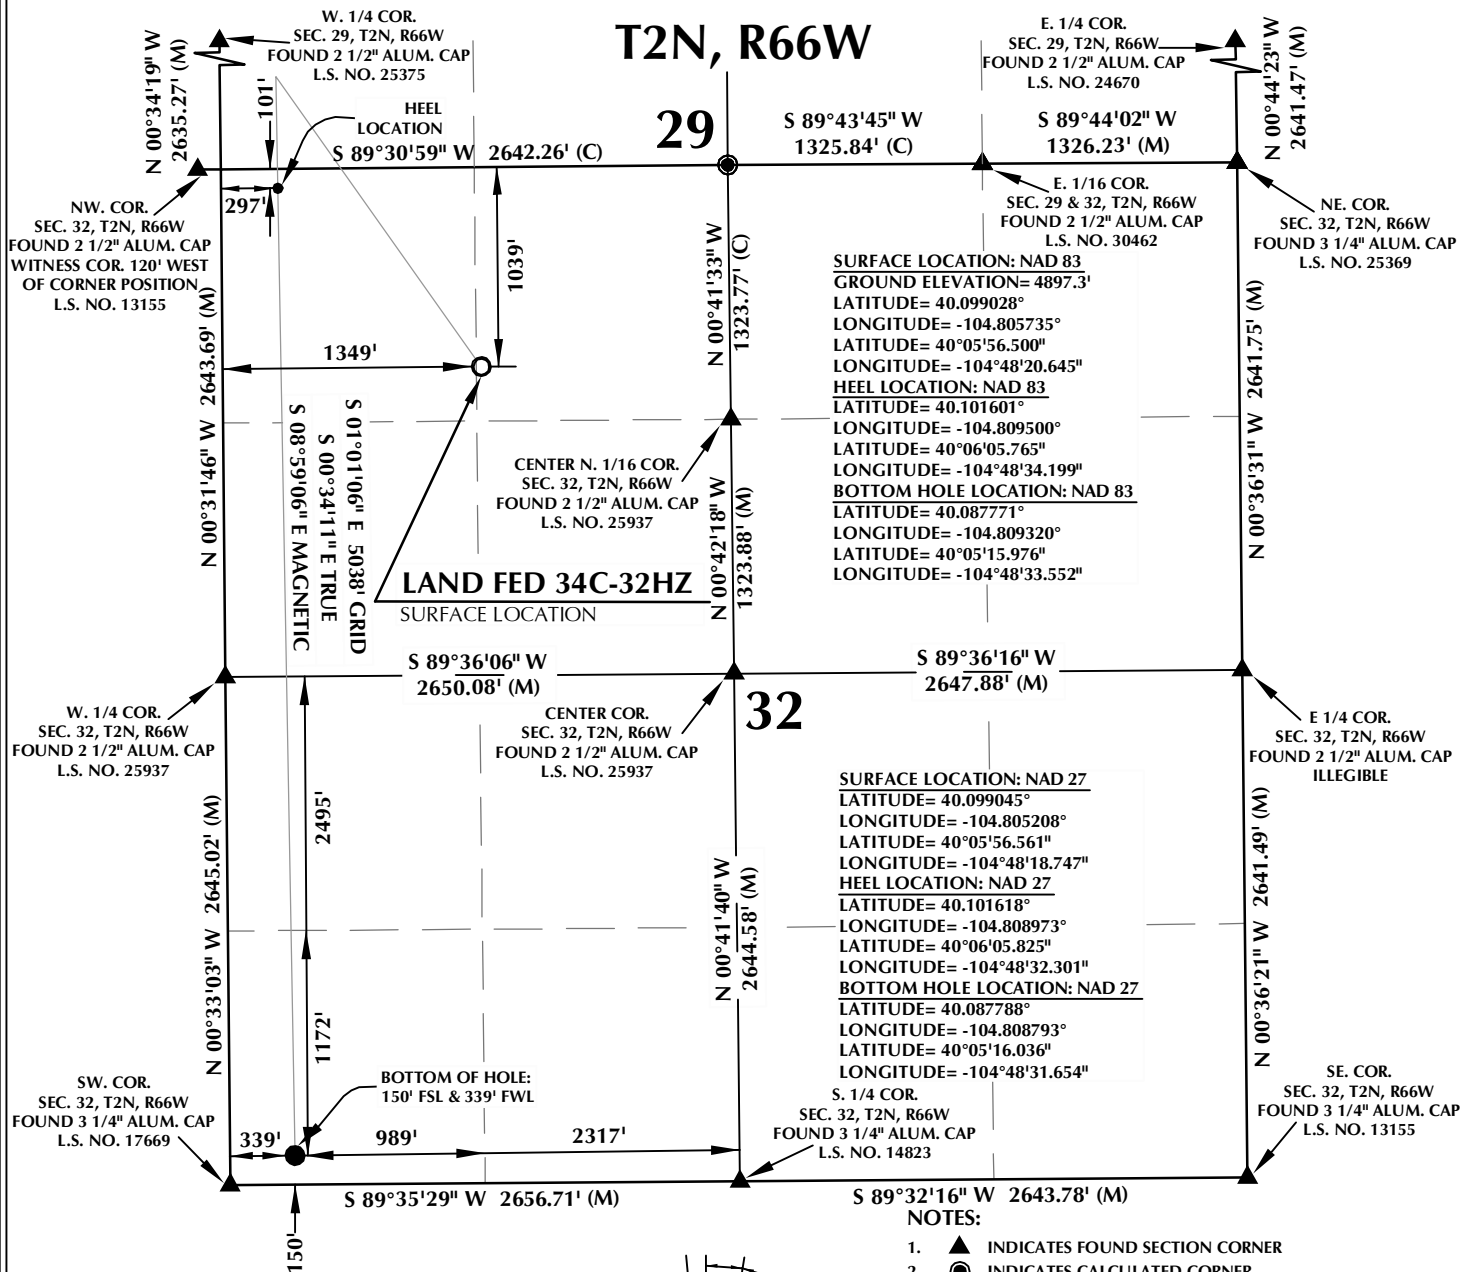 T2N, R66W
W. 1/4 COR.
SEC. 29, T2N, R66W
FOUND 2 1/2" ALUM. CAP
L.S. NO. 25375
E. 1/4 COR.
SEC. 29, T2N, R66W
FOUND 2 1/2" ALUM. CAP
L.S. NO. 24670
N 00°34'19" W
2635.27' (M)
101'
HEEL
LOCATION
S 89°30'59" W 2642.26' (C)
29
S 89°43'45" W
1325.84' (C)
S 89°44'02" W
1326.23' (M)
N 00°44'23" W
2641.47' (M)
NW. COR.
SEC. 32, T2N, R66W
FOUND 2 1/2" ALUM. CAP
WITNESS COR. 120' WEST
OF CORNER POSITION
L.S. NO. 13155
297'
1039'
N 00°41'33" W
1323.77' (C)
E. 1/16 COR.
SEC. 29 & 32, T2N, R66W
FOUND 2 1/2" ALUM. CAP
L.S. NO. 30462
NE. COR.
SEC. 32, T2N, R66W
FOUND 3 1/4" ALUM. CAP
L.S. NO. 25369
SURFACE LOCATION: NAD 83
GROUND ELEVATION= 4897.3'
LATITUDE= 40.099028°
LONGITUDE= -104.805735°
LATITUDE= 40°05'56.500"
LONGITUDE= -104°48'20.645"
HEEL LOCATION: NAD 83
LATITUDE= 40.101601°
LONGITUDE= -104.809500°
LATITUDE= 40°06'05.765"
LONGITUDE= -104°48'34.199"
BOTTOM HOLE LOCATION: NAD 83
LATITUDE= 40.087771°
LONGITUDE= -104.809320°
LATITUDE= 40°05'15.976"
LONGITUDE= -104°48'33.552"
1349'
N 00°31'46" W 2643.69' (M)
S 01°01'06" E 5038' GRID
S 00°34'11" E TRUE
S 08°59'06" E MAGNETIC
CENTER N. 1/16 COR.
SEC. 32, T2N, R66W
FOUND 2 1/2" ALUM. CAP
L.S. NO. 25937
N 00°42'18" W
1323.88' (M)
N 00°36'31" W 2641.75' (M)
LAND FED 34C-32HZ
SURFACE LOCATION
S 89°36'06" W
2650.08' (M)
S 89°36'16" W
2647.88' (M)
W. 1/4 COR.
SEC. 32, T2N, R66W
FOUND 2 1/2" ALUM. CAP
L.S. NO. 25937
CENTER COR.
SEC. 32, T2N, R66W
FOUND 2 1/2" ALUM. CAP
L.S. NO. 25937
32
E 1/4 COR.
SEC. 32, T2N, R66W
FOUND 2 1/2" ALUM. CAP
ILLEGIBLE
SURFACE LOCATION: NAD 27
LATITUDE= 40.099045°
LONGITUDE= -104.805208°
LATITUDE= 40°05'56.561"
LONGITUDE= -104°48'18.747"
HEEL LOCATION: NAD 27
LATITUDE= 40.101618°
LONGITUDE= -104.808973°
LATITUDE= 40°06'05.825"
LONGITUDE= -104°48'32.301"
BOTTOM HOLE LOCATION: NAD 27
LATITUDE= 40.087788°
LONGITUDE= -104.808793°
LATITUDE= 40°05'16.036"
LONGITUDE= -104°48'31.654"
N 00°33'03" W 2645.02' (M)
2495'
1172'
N 00°41'40" W
2644.58' (M)
N 00°36'21" W 2641.49' (M)
SW. COR.
SEC. 32, T2N, R66W
FOUND 3 1/4" ALUM. CAP
L.S. NO. 17669
BOTTOM OF HOLE:
150' FSL & 339' FWL
339'
989'
2317'
S. 1/4 COR.
SEC. 32, T2N, R66W
FOUND 3 1/4" ALUM. CAP
L.S. NO. 14823
SE. COR.
SEC. 32, T2N, R66W
FOUND 3 1/4" ALUM. CAP
L.S. NO. 13155
S 89°35'29" W 2656.71' (M)
S 89°32'16" W 2643.78' (M)
150'
NOTES:
1. INDICATES FOUND SECTION CORNER
2. INDICATES CALCULATED CORNER